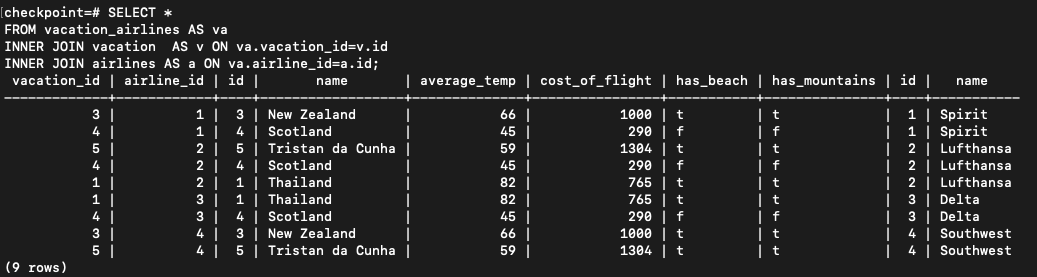 [checkpoint=# SELECT *
FROM vacation_airlines AS va
INNER JOIN vacation  AS v ON va.vacation_id=v.id
INNER JOIN airlines AS a ON va.airline_id=a.id;
 vacation_id | airline_id | id |       name       | average_temp | cost_of_flight | has_beach | has_mountains | id |   name
-------------+------------+----+------------------+--------------+----------------+-----------+---------------+----+-----------
           3 |          1 |  3 | New Zealand      |           66 |           1000 | t         | t             |  1 | Spirit
           4 |          1 |  4 | Scotland         |           45 |            290 | f         | f             |  1 | Spirit
           5 |          2 |  5 | Tristan da Cunha |           59 |           1304 | t         | t             |  2 | Lufthansa
           4 |          2 |  4 | Scotland         |           45 |            290 | f         | f             |  2 | Lufthansa
           1 |          2 |  1 | Thailand         |           82 |            765 | t         | t             |  2 | Lufthansa
           1 |          3 |  1 | Thailand         |           82 |            765 | t         | t             |  3 | Delta
           4 |          3 |  4 | Scotland         |           45 |            290 | f         | f             |  3 | Delta
           3 |          4 |  3 | New Zealand      |           66 |           1000 | t         | t             |  4 | Southwest
           5 |          4 |  5 | Tristan da Cunha |           59 |           1304 | t         | t             |  4 | Southwest
(9 rows)